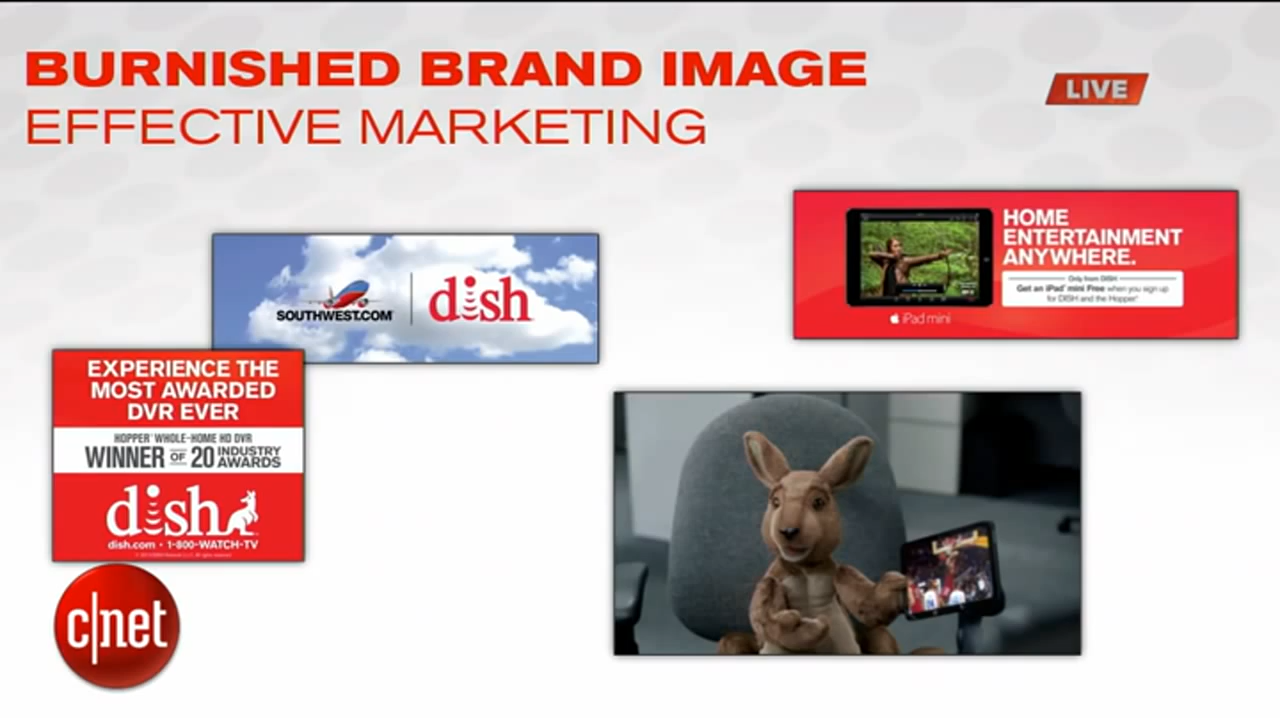 BURNISHED BRAND IMAGE
EFFECTIVE MARKETING
LIVE
SOUTHWEST.COM
dish
HOME
ENTERTAINMENT
ANYWHERE.
Only from DISH
Get an iPad® mini Free when you sign up
for DISH and the Hopper®
iPad mini
EXPERIENCE THE
MOST AWARDED
DVR EVER
HOPPER® WHOLE-HOME HD DVR
WINNER OF 20 INDUSTRY
AWARDS
dish
dish.com · 1-800-WATCH-TV
c|net